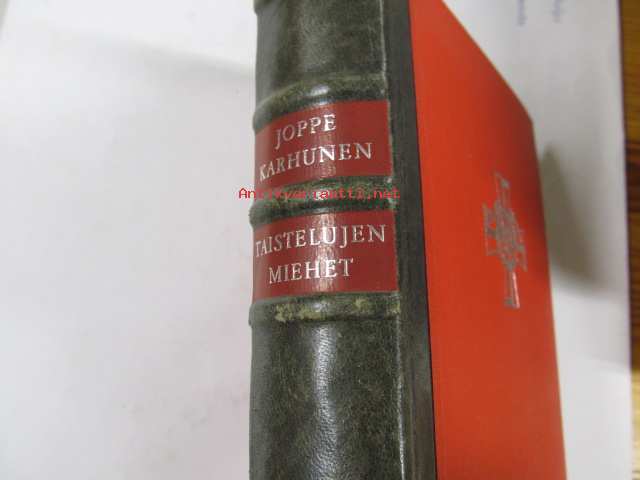 JOPPE
KARHUNEN
Antikvariaatti.net
TAISTELUJEN
MIEHET